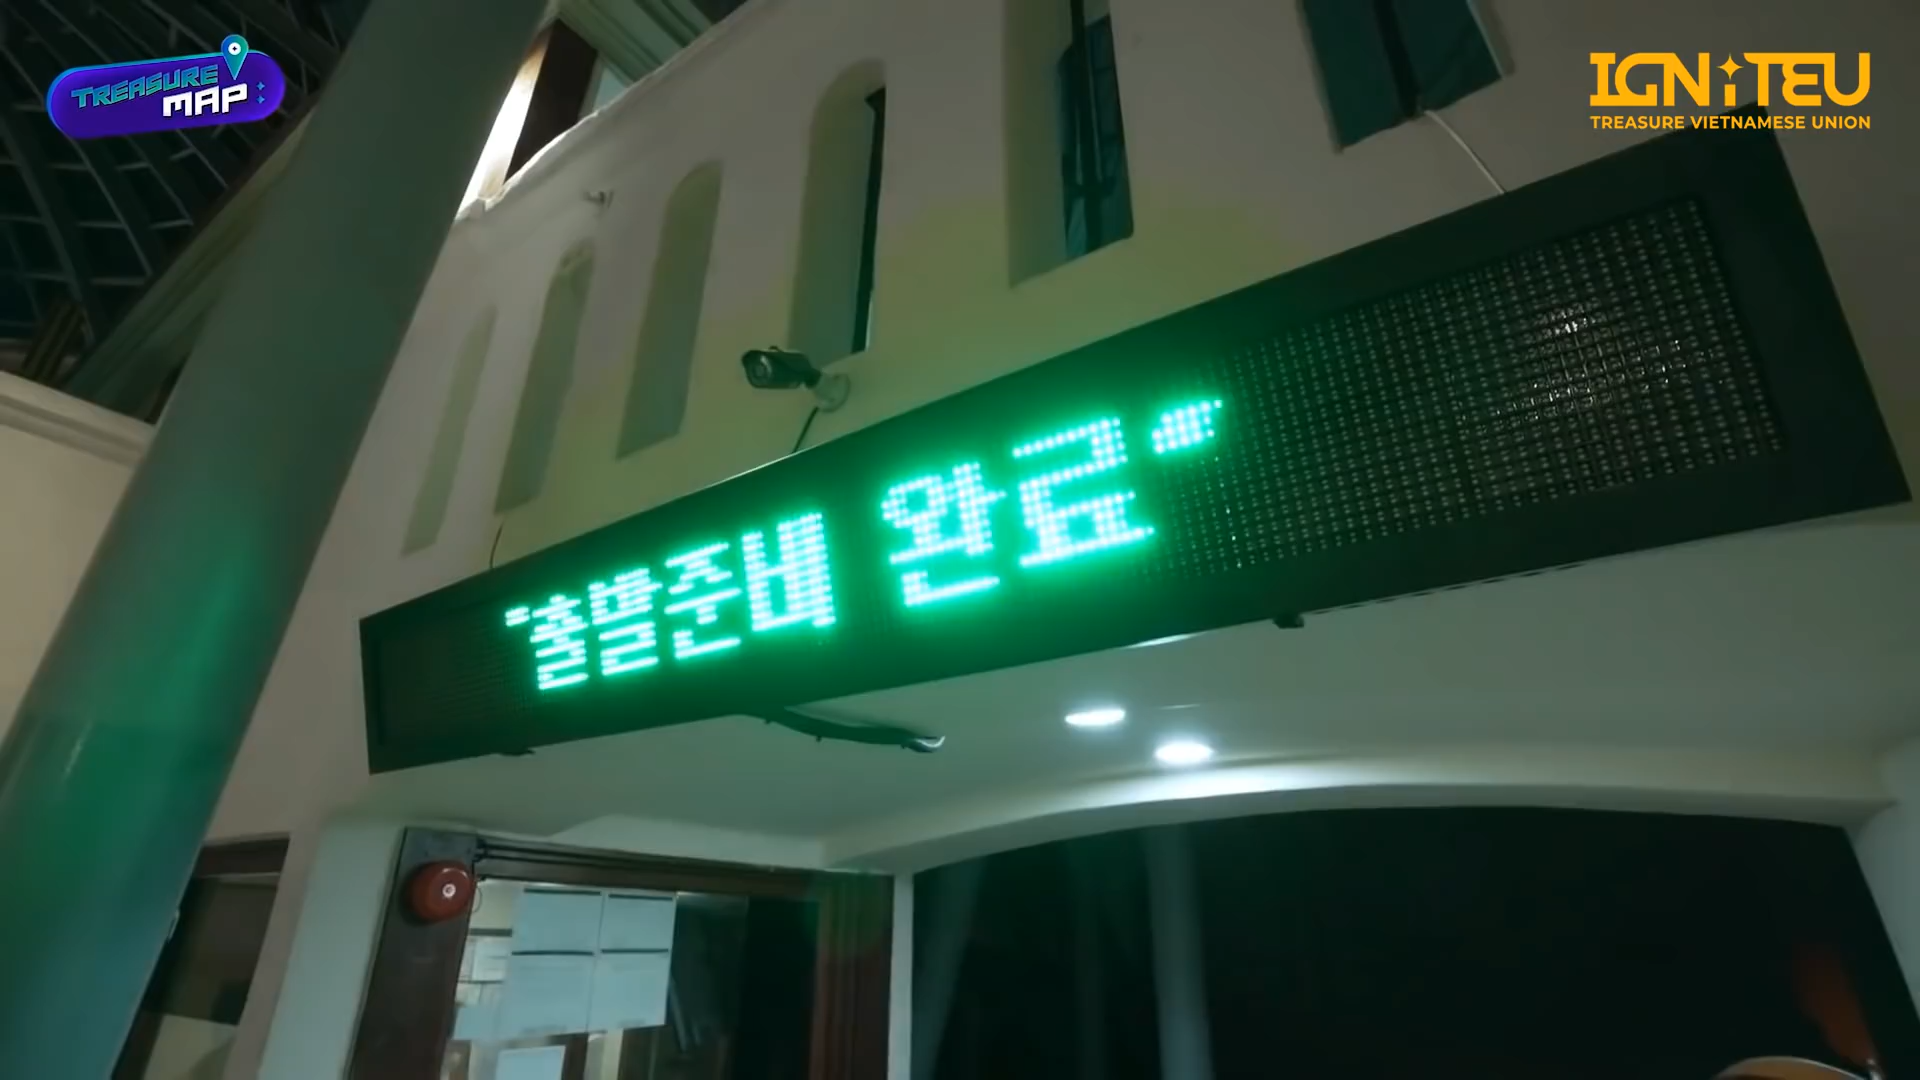 TREASURE
MAP
IGNITEU
TREASURE VIETNAMESE UNION
"출발준비 완료"